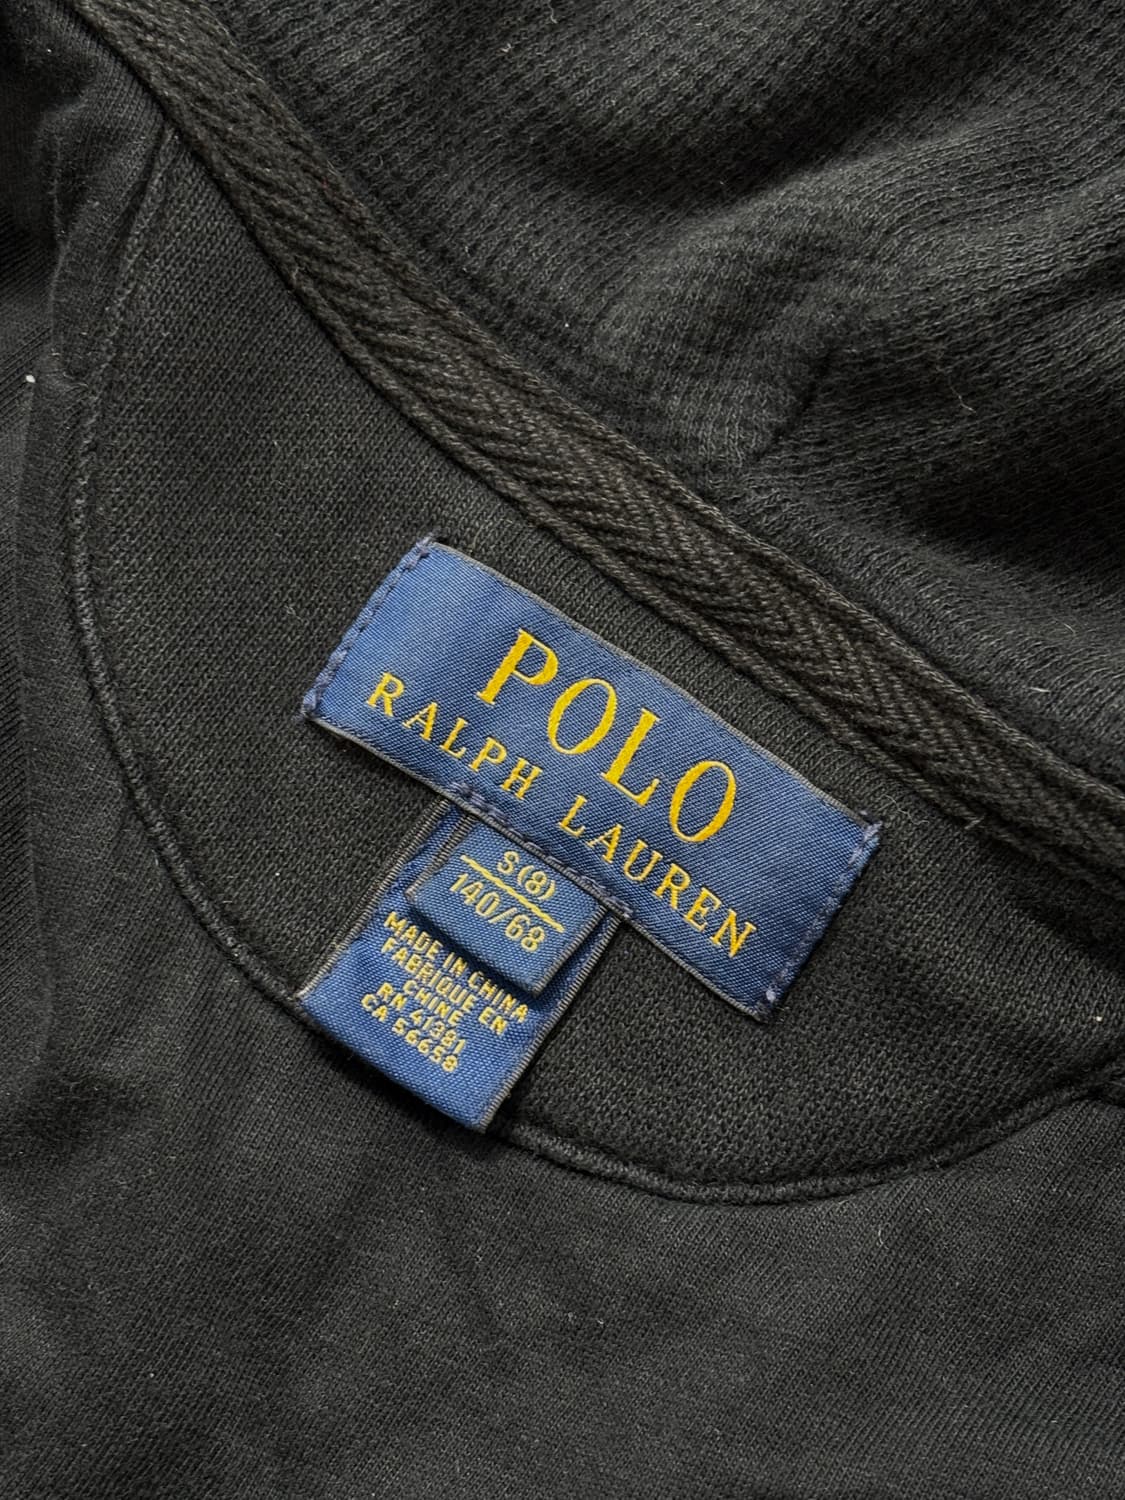 POLO
RALPH LAUREN
S(8)
140/68
MADE IN CHINA
FABRIQUE EN
CHINE
RN 41381
CA 56658